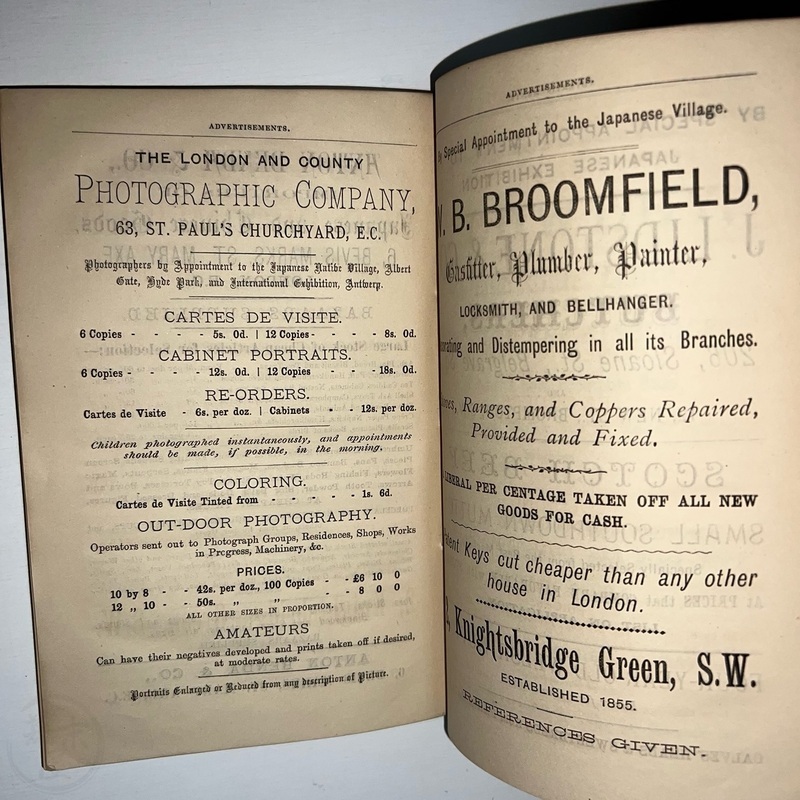 ADVERTISEMENTS.
THE LONDON AND COUNTY
PHOTOGRAPHIC COMPANY,
63, ST. PAUL'S CHURCHYARD, E.C.
Photographers by Appointment to the Japanese Native Village, Albert
Gate, Hyde Park, and International Exhibition, Antwerp.
CARTES DE VISITE.
6 Copies - - - - - 5s. 0d. | 12 Copies - - - - 8s. 0d.
CABINET PORTRAITS.
6 Copies - - - - - 12s. 0d. | 12 Copies - - - - 18s. 0d.
RE-ORDERS.
Cartes de Visite - 6s. per doz. | Cabinets - - 12s. per doz.
Children photographed instantaneously, and appointments
should be made, if possible, in the morning.
COLORING.
Cartes de Visite Tinted from - - - - - 1s. 6d.
OUT-DOOR PHOTOGRAPHY.
Operators sent out to Photograph Groups, Residences, Shops, Works
in Progress, Machinery, &c.
PRICES.
10 by 8 - - 42s. per doz., 100 Copies - - £6 10 0
12 „ 10 - - 50s. „ „ - - 8 0 0
ALL OTHER SIZES IN PROPORTION.
AMATEURS
Can have their negatives developed and prints taken off if desired,
at moderate rates.
Portraits Enlarged or Reduced from any description of Picture.
ADVERTISEMENTS.
By Special Appointment to the Japanese Village.
W. B. BROOMFIELD,
Gasfitter, Plumber, Painter,
LOCKSMITH, AND BELLHANGER.
and Distempering in all its Branches.
Ranges, and Coppers Repaired,
Provided and Fixed.
LIBERAL PER CENTAGE TAKEN OFF ALL NEW
GOODS FOR CASH.
Patent Keys cut cheaper than any other
house in London.
Knightsbridge Green, S.W.
ESTABLISHED 1855.
REFERENCES GIVEN.